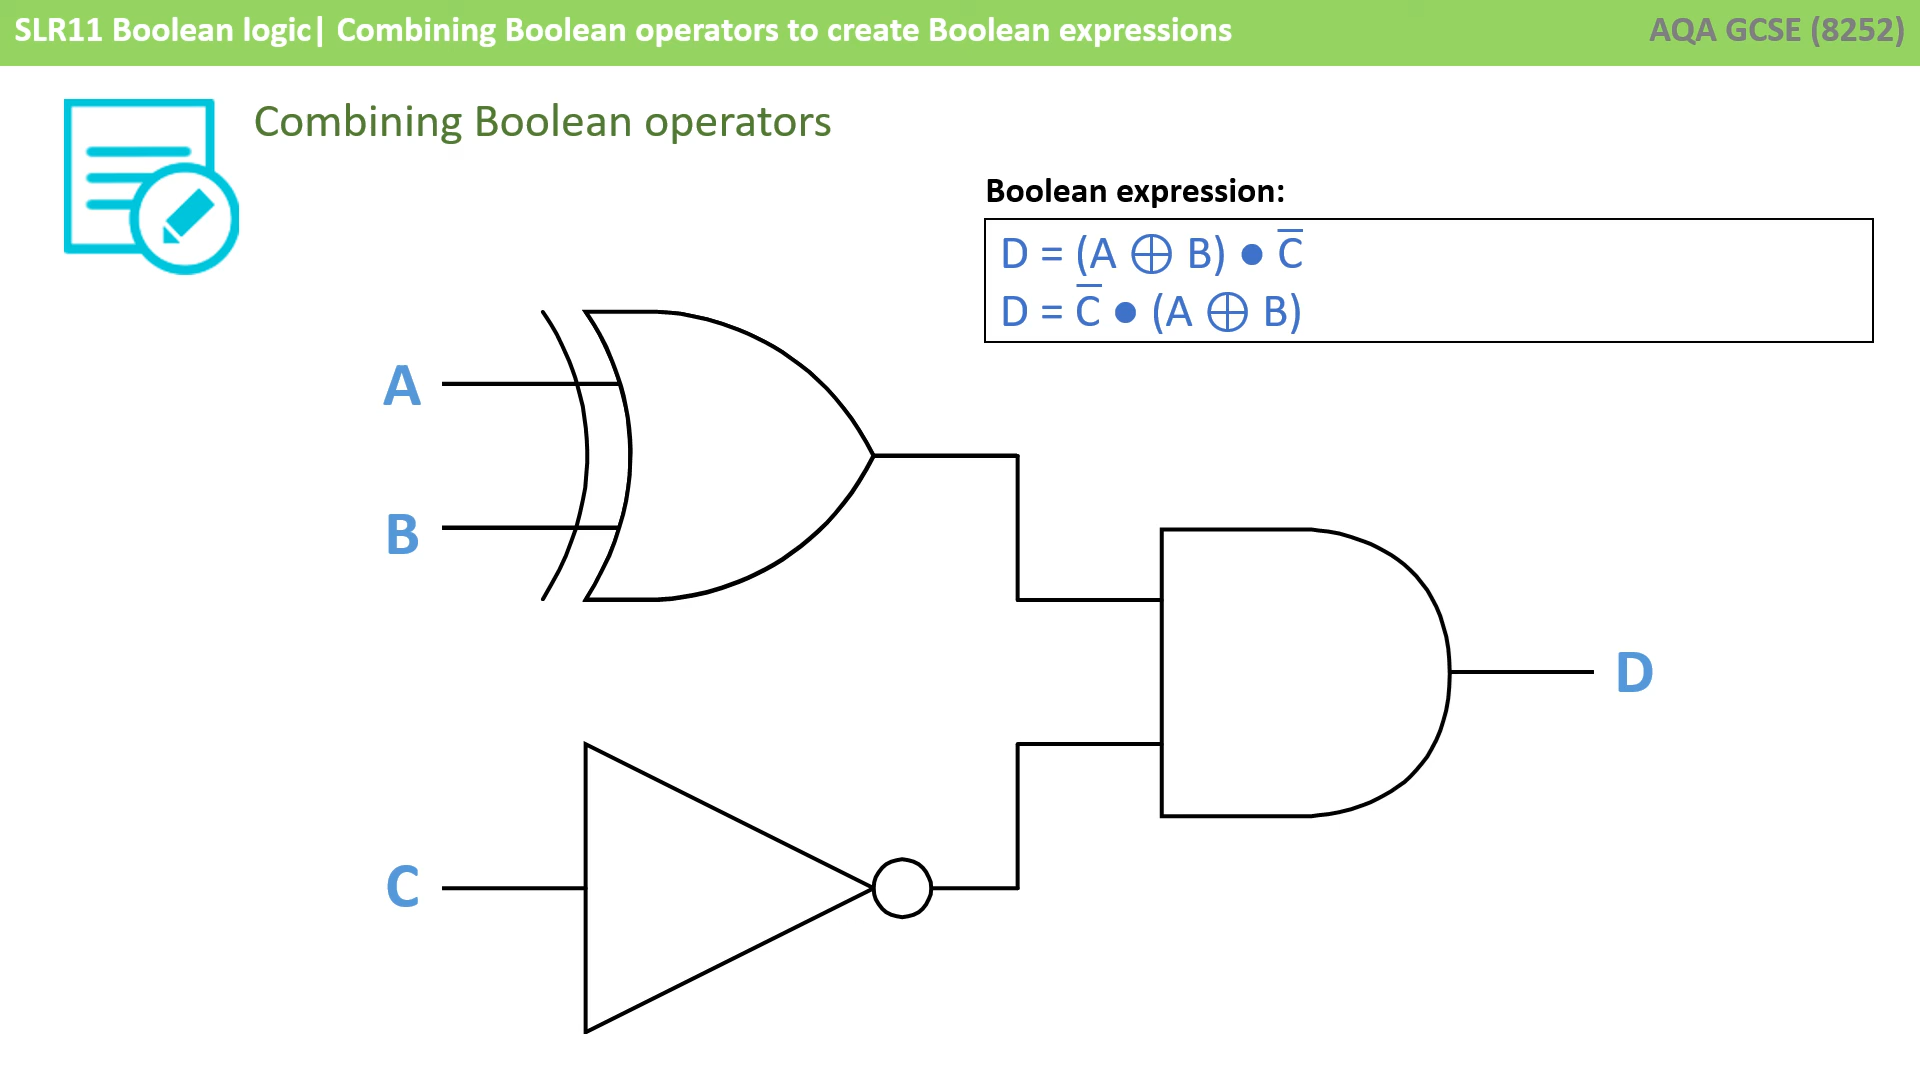 SLR11 Boolean logic| Combining Boolean operators to create Boolean expressions
AQA GCSE (8252)
Combining Boolean operators
Boolean expression:
D = (A ⊕ B) ● C̅
D = C̅ ● (A ⊕ B)
A
B
D
C